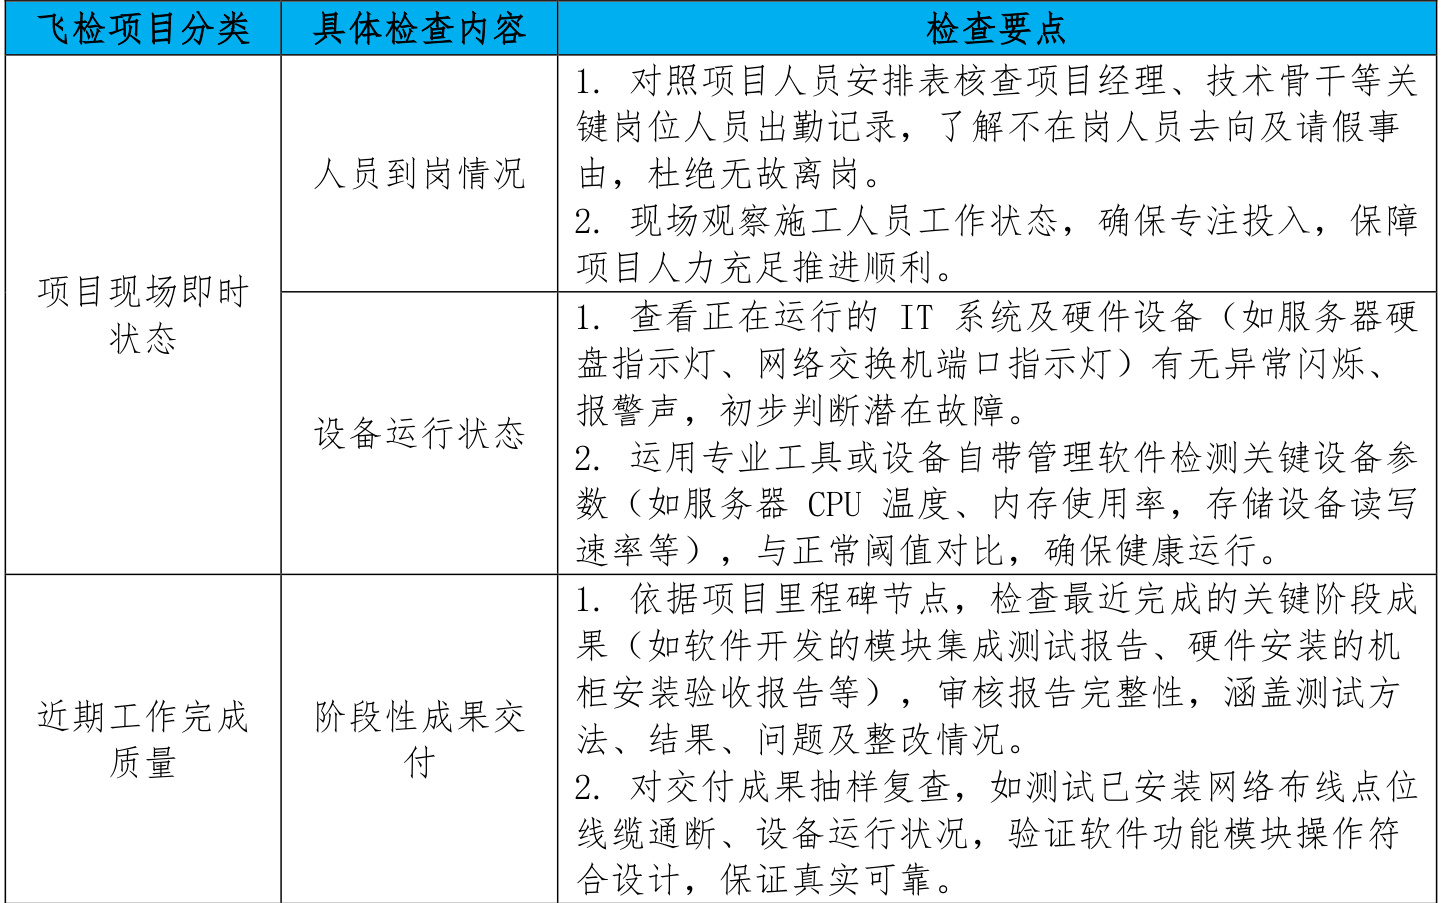 飞检项目分类
具体检查内容
检查要点
项目现场即时
状态
人员到岗情况
1. 对照项目人员安排表核查项目经理、技术骨干等关
键岗位人员出勤记录，了解不在岗人员去向及请假事
由，杜绝无故离岗。
2. 现场观察施工人员工作状态，确保专注投入，保障
项目人力充足推进顺利。
设备运行状态
1. 查看正在运行的 IT 系统及硬件设备（如服务器硬
盘指示灯、网络交换机端口指示灯）有无异常闪烁、
报警声，初步判断潜在故障。
2. 运用专业工具或设备自带管理软件检测关键设备参
数（如服务器 CPU 温度、内存使用率，存储设备读写
速率等），与正常阈值对比，确保健康运行。
近期工作完成
质量
阶段性成果交
付
1. 依据项目里程碑节点，检查最近完成的关键阶段成
果（如软件开发的模块集成测试报告、硬件安装的机
柜安装验收报告等），审核报告完整性，涵盖测试方
法、结果、问题及整改情况。
2. 对交付成果抽样复查，如测试已安装网络布线点位
线缆通断、设备运行状况，验证软件功能模块操作符
合设计，保证真实可靠。